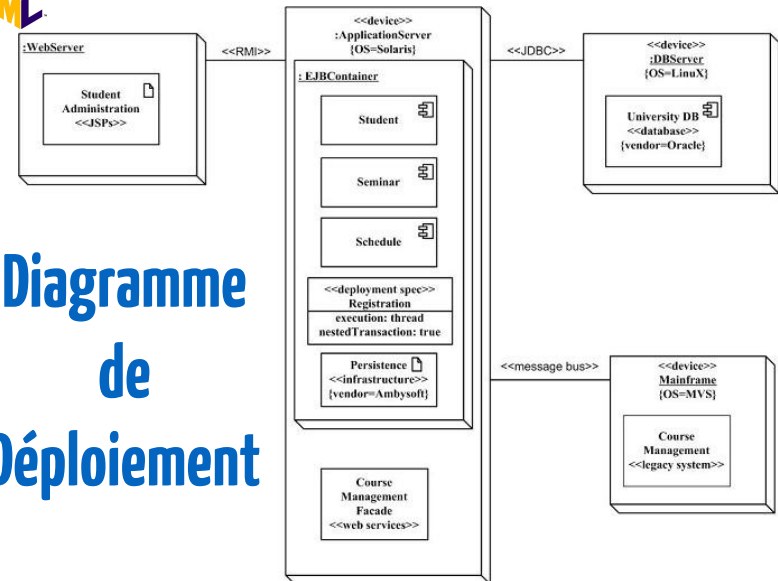 ML
:WebServer
Student
Administration
<<JSPs>>
<<RMI>>
<<device>>
:ApplicationServer
{OS=Solaris}
: EJBContainer
Student
Seminar
Schedule
<<deployment spec>>
Registration
execution: thread
nestedTransaction: true
Persistence
<<infrastructure>>
{vendor=Ambysoft}
Course
Management
Facade
<<web services>>
<<JDBC>>
<<device>>
:DBServer
{OS=LinuX}
University DB
<<database>>
{vendor=Oracle}
<<message bus>>
<<device>>
Mainframe
{OS=MVS}
Course
Management
<<legacy system>>
Diagramme
de
Déploiement